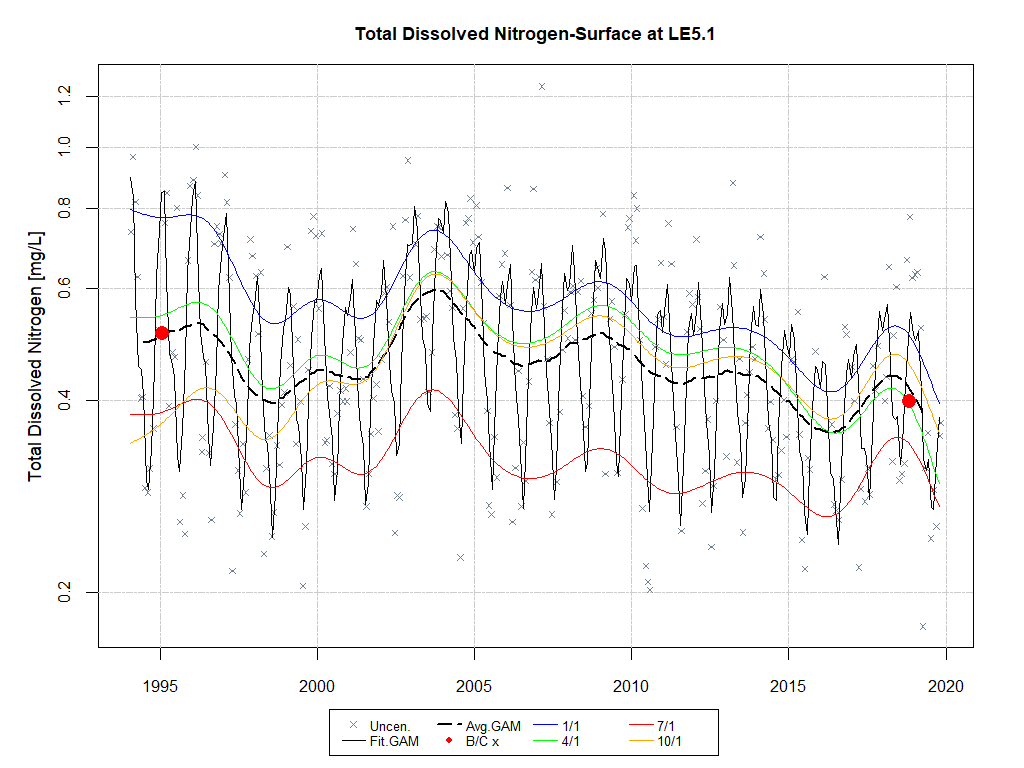 Total Dissolved Nitrogen-Surface at LE5.1
Total Dissolved Nitrogen [mg/L]
1.2
1.0
0.8
0.6
0.4
0.2
1995 2000 2005 2010 2015 2020
Uncen. Avg.GAM 1/1 7/1
Fit.GAM B/C x 4/1 10/1